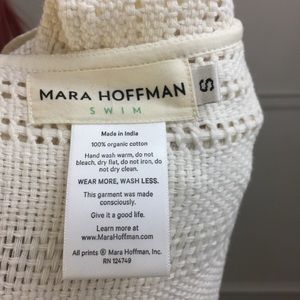 MARA HOFFMAN
SWIM
S
Made in India
100% organic cotton
Hand wash warm, do not
bleach, dry flat, do not iron, do
not dry clean.
WEAR MORE, WASH LESS.
This garment was made
consciously.
Give it a good life.
Learn more at
www.MaraHoffman.com
All prints ® Mara Hoffman, Inc.
RN 124749